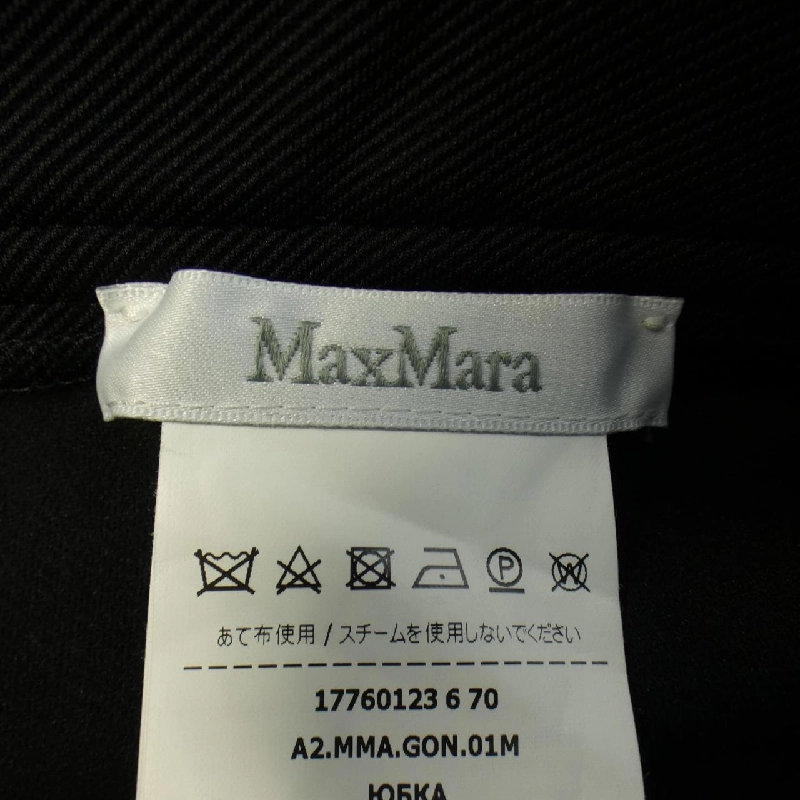 MaxMara
P W
あて布使用 / スチームを使用しないでください
17760123 6 70
A2.MMA.GON.01M
ЮБКА